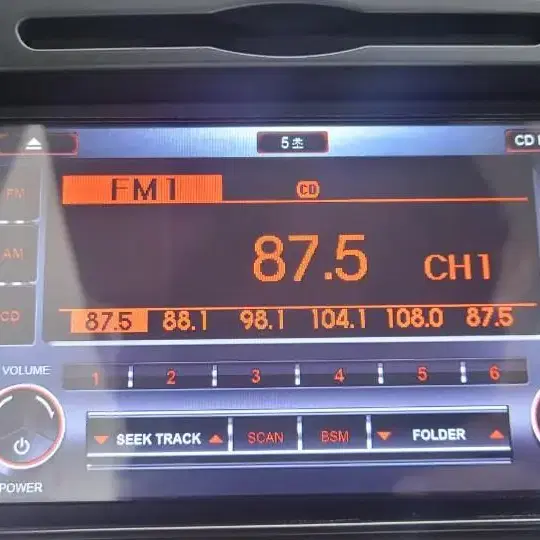 5초
CD
FM1
CD
FM
87.5
CH1
AM
CD
87.5 88.1 98.1 104.1 108.0 87.5
VOLUME
1 2 3 4 5 6
SEEK TRACK SCAN BSM FOLDER
POWER